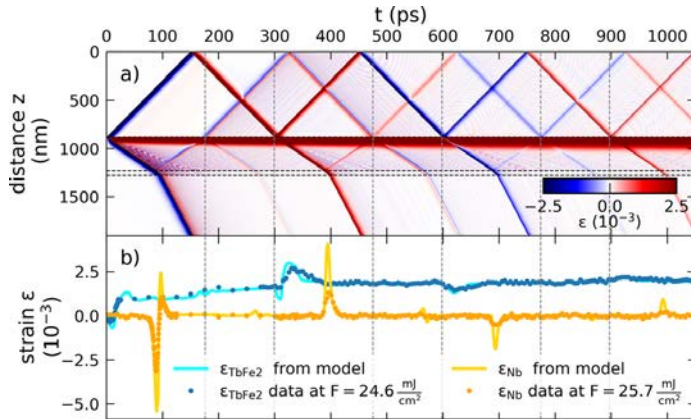 t (ps)
0 100 200 300 400 500 600 700 800 900 1000
a)
distance z
(nm)
0
500
1000
1500
-2.5 0.0 2.5
ε (10⁻³)
b)
strain ε
(10⁻³)
2.5
0.0
-2.5
-5.0
ε_TbFe2 from model
ε_TbFe2 data at F = 24.6 mJ/cm²
ε_Nb from model
ε_Nb data at F = 25.7 mJ/cm²